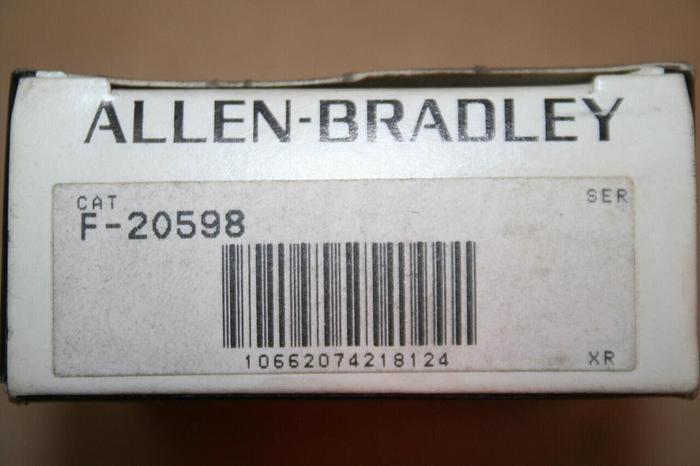 ALLEN-BRADLEY
CAT
SER
F-20598
10662074218124
XR